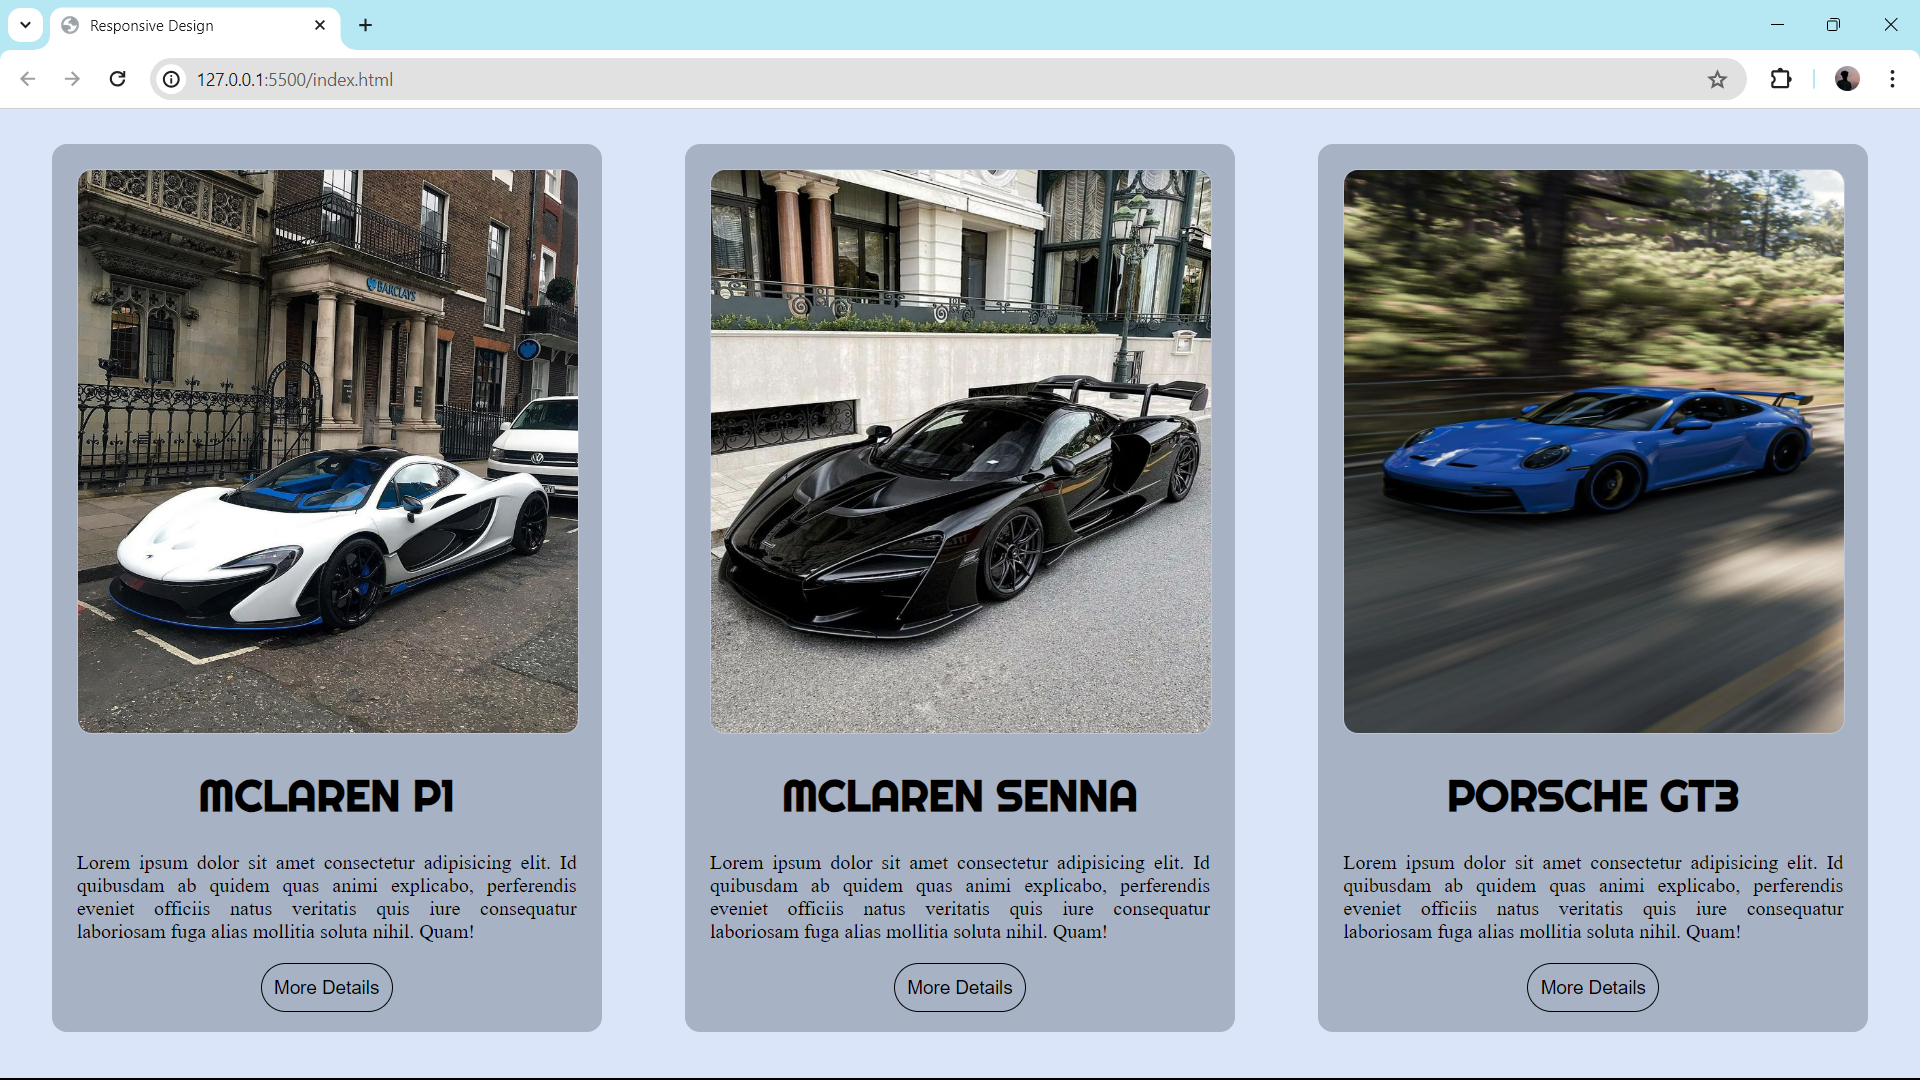 Responsive Design
127.0.0.1:5500/index.html
BARCLAYS
MCLAREN P1
Lorem ipsum dolor sit amet consectetur adipisicing elit. Id
quibusdam ab quidem quas animi explicabo, perferendis
eveniet officiis natus veritatis quis iure consequatur
laboriosam fuga alias mollitia soluta nihil. Quam!
More Details
MCLAREN SENNA
Lorem ipsum dolor sit amet consectetur adipisicing elit. Id
quibusdam ab quidem quas animi explicabo, perferendis
eveniet officiis natus veritatis quis iure consequatur
laboriosam fuga alias mollitia soluta nihil. Quam!
More Details
PORSCHE GT3
Lorem ipsum dolor sit amet consectetur adipisicing elit. Id
quibusdam ab quidem quas animi explicabo, perferendis
eveniet officiis natus veritatis quis iure consequatur
laboriosam fuga alias mollitia soluta nihil. Quam!
More Details